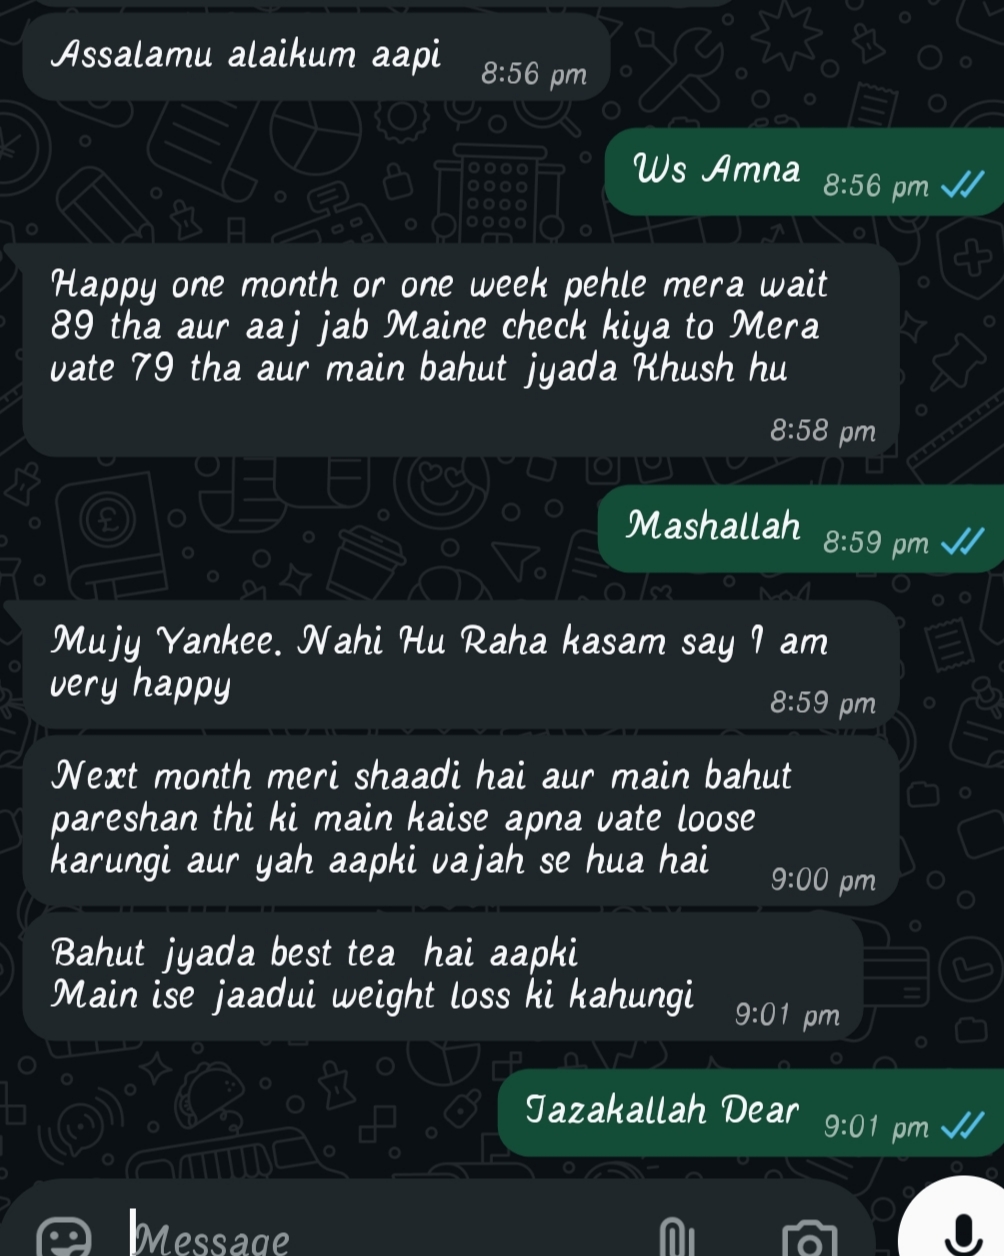 Assalamu alaikum aapi
8:56 pm
Ws Amna
8:56 pm
Happy one month or one week pehle mera wait
89 tha aur aaj jab Maine check kiya to Mera
vate 79 tha aur main bahut jyada Khush hu
8:58 pm
Mashallah
8:59 pm
Mujy Yankee. Nahi Hu Raha kasam say I am
very happy
8:59 pm
Next month meri shaadi hai aur main bahut
pareshan thi ki main kaise apna vate loose
karungi aur yah aapki vajah se hua hai
9:00 pm
Bahut jyada best tea hai aapki
Main ise jaadui weight loss ki kahungi
9:01 pm
Jazakallah Dear
9:01 pm
Message